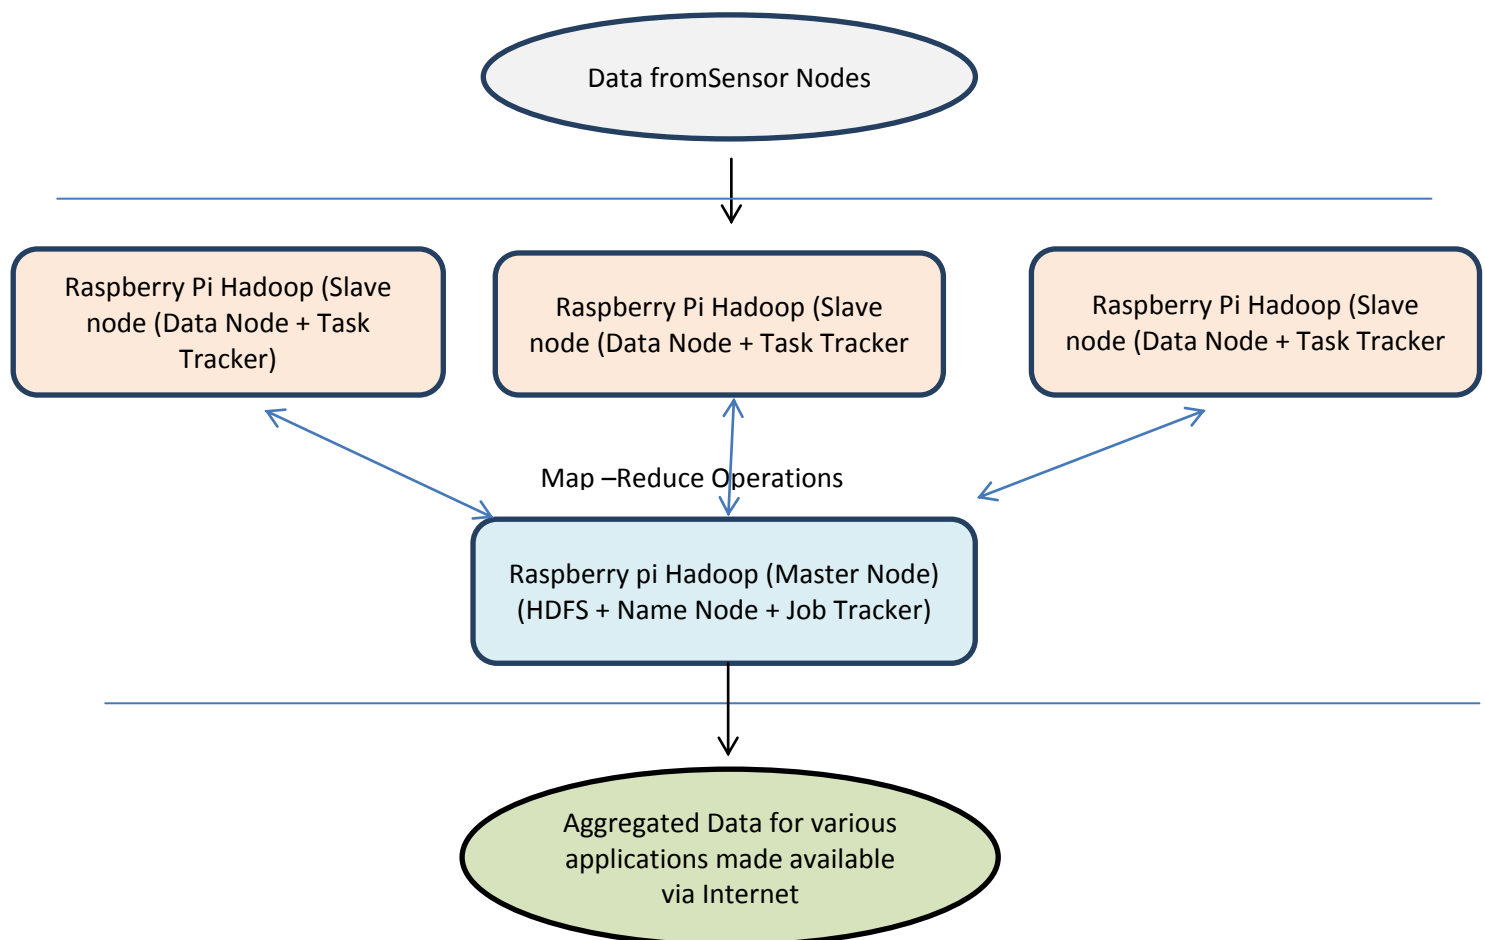 Data fromSensor Nodes
Raspberry Pi Hadoop (Slave
node (Data Node + Task
Tracker)
Raspberry Pi Hadoop (Slave
node (Data Node + Task Tracker
Raspberry Pi Hadoop (Slave
node (Data Node + Task Tracker
Map –Reduce Operations
Raspberry pi Hadoop (Master Node)
(HDFS + Name Node + Job Tracker)
Aggregated Data for various
applications made available
via Internet